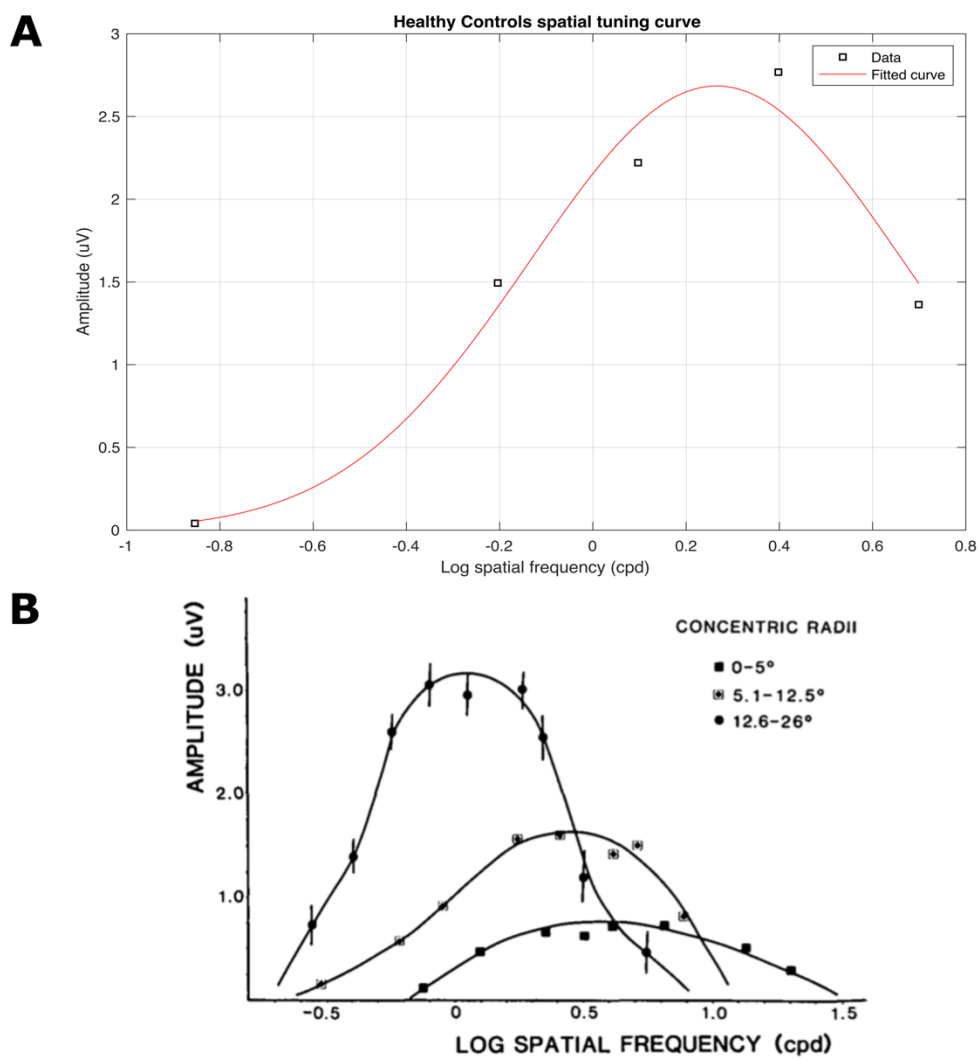 A
Healthy Controls spatial tuning curve
Data
Fitted curve
3
2.5
2
1.5
1
0.5
0
Amplitude (uV)
-1 -0.8 -0.6 -0.4 -0.2 0 0.2 0.4 0.6 0.8
Log spatial frequency (cpd)
B
CONCENTRIC RADII
0-5°
5.1-12.5°
12.6-26°
AMPLITUDE (uV)
3.0
2.0
1.0
-0.5 0 0.5 1.0 1.5
LOG SPATIAL FREQUENCY (cpd)